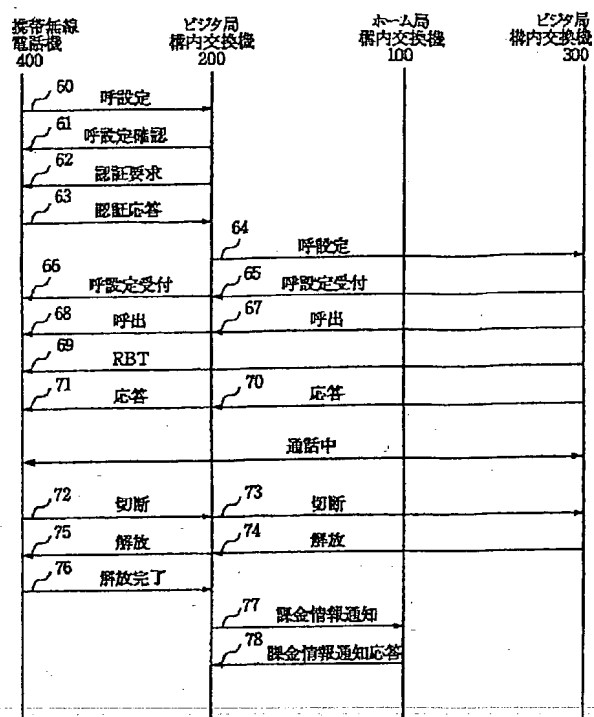 携帯無線
電話機
400
ビジタ局
構内交換機
200
ホーム局
構内交換機
100
ビジタ局
構内交換機
300
60
呼設定
61
呼設定確認
62
認証要求
63
認証応答
64
呼設定
66
呼設定受付
65
呼設定受付
68
呼出
67
呼出
69
RBT
71
応答
70
応答
通話中
72
切断
73
切断
75
解放
74
解放
76
解放完了
77
課金情報通知
78
課金情報通知応答